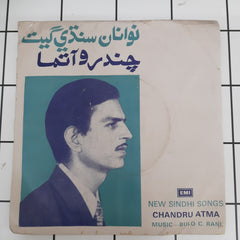 نوانان سنڌي گيت
چندرو آتما
EMI
NEW SINDHI SONGS
CHANDRU ATMA
MUSIC - BULO C. RANI